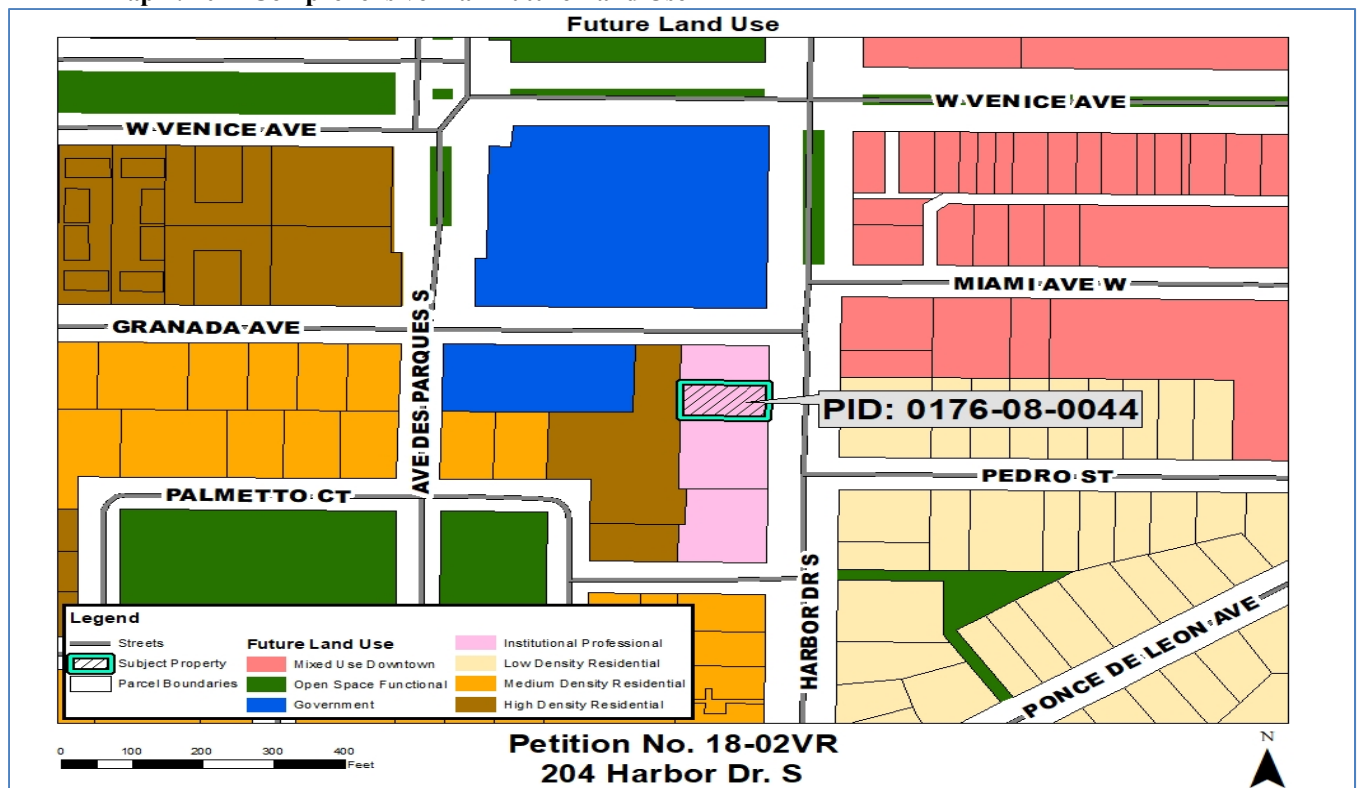 Future Land Use
W VENICE AVE
W VENICE AVE
MIAMI AVE W
GRANADA AVE
AVE DES PARQUES S
PID: 0176-08-0044
PEDRO ST
PALMETTO CT
HARBOR DR S
PONCE DE LEON AVE
Legend
Streets
Subject Property
Parcel Boundaries
Future Land Use
Mixed Use Downtown
Open Space Functional
Government
Institutional Professional
Low Density Residential
Medium Density Residential
High Density Residential
0 100 200 300 400
Feet
Petition No. 18-02VR
204 Harbor Dr. S
N